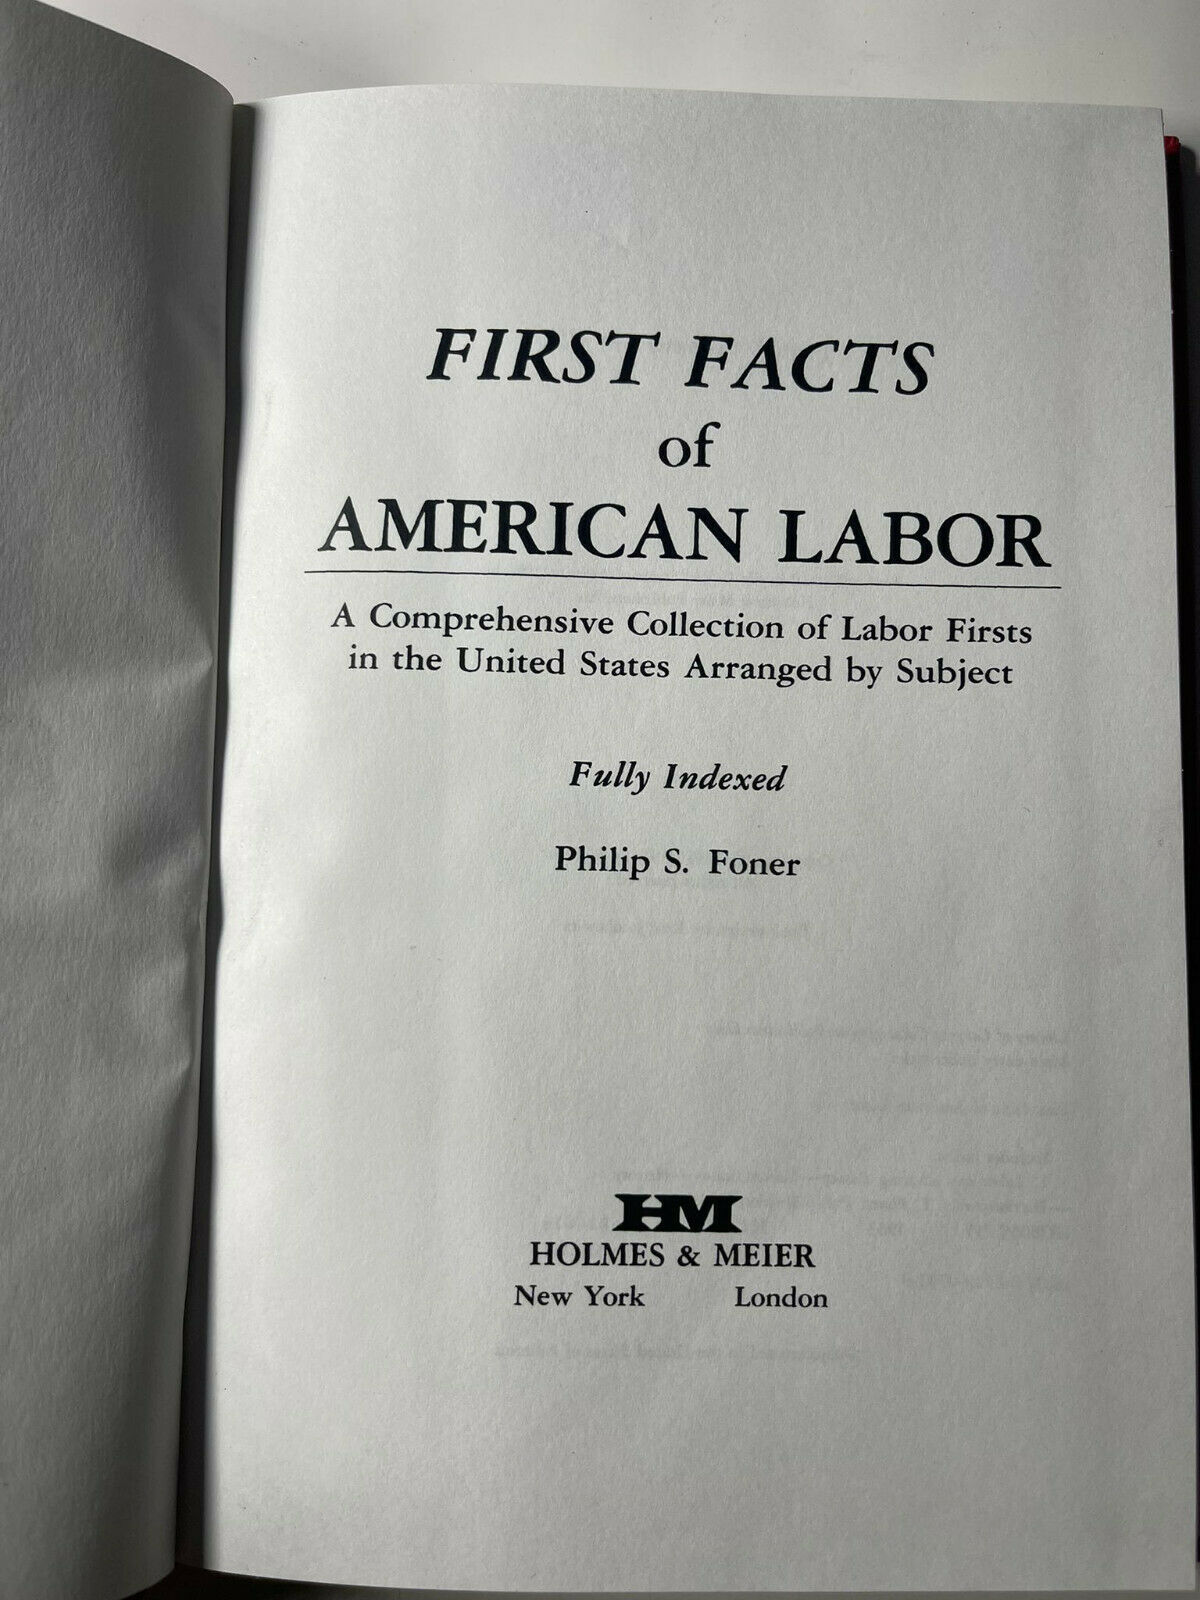 FIRST FACTS
of
AMERICAN LABOR
A Comprehensive Collection of Labor Firsts
in the United States Arranged by Subject
Fully Indexed
Philip S. Foner
HM
HOLMES & MEIER
New York London